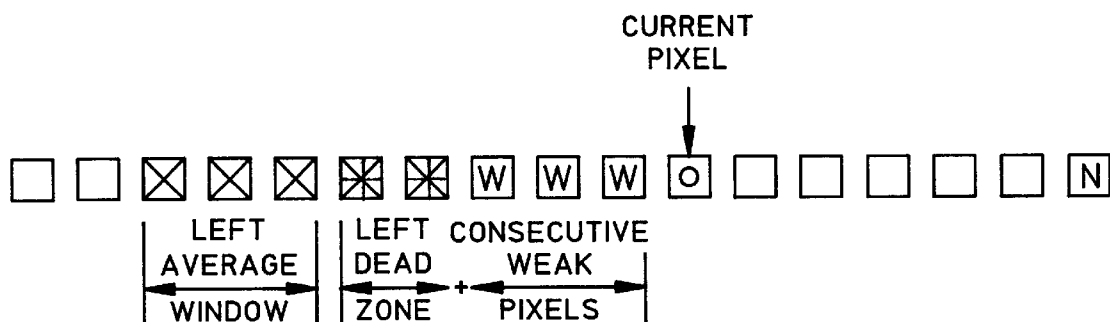 CURRENT
PIXEL
W W W O N
LEFT
AVERAGE
WINDOW
LEFT
DEAD
ZONE
+
CONSECUTIVE
WEAK
PIXELS